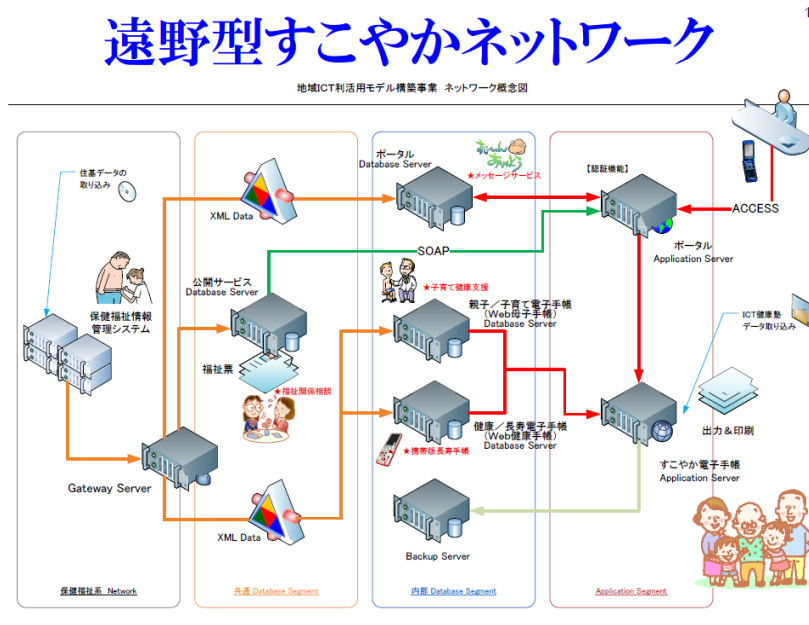 1
遠野型すこやかネットワーク
地域ICT利活用モデル構築事業 ネットワーク概念図
住基データの
取り込み
保健福祉情報
管理システム
Gateway Server
保健福祉系 Network
XML Data
公開サービス
Database Server
福祉票
★福祉関係相談
XML Data
共通 Database Segment
ポータル
Database Server
★メッセージサービス
SOAP
★子育て健康支援
親子/子育て電子手帳
(Web母子手帳)
Database Server
健康/長寿電子手帳
(Web健康手帳)
Database Server
★携帯版長寿手帳
Backup Server
内部 Database Segment
【認証機能】
ACCESS
ポータル
Application Server
ICT健康塾
データ取り込み
出力&印刷
すこやか電子手帳
Application Server
Application Segment